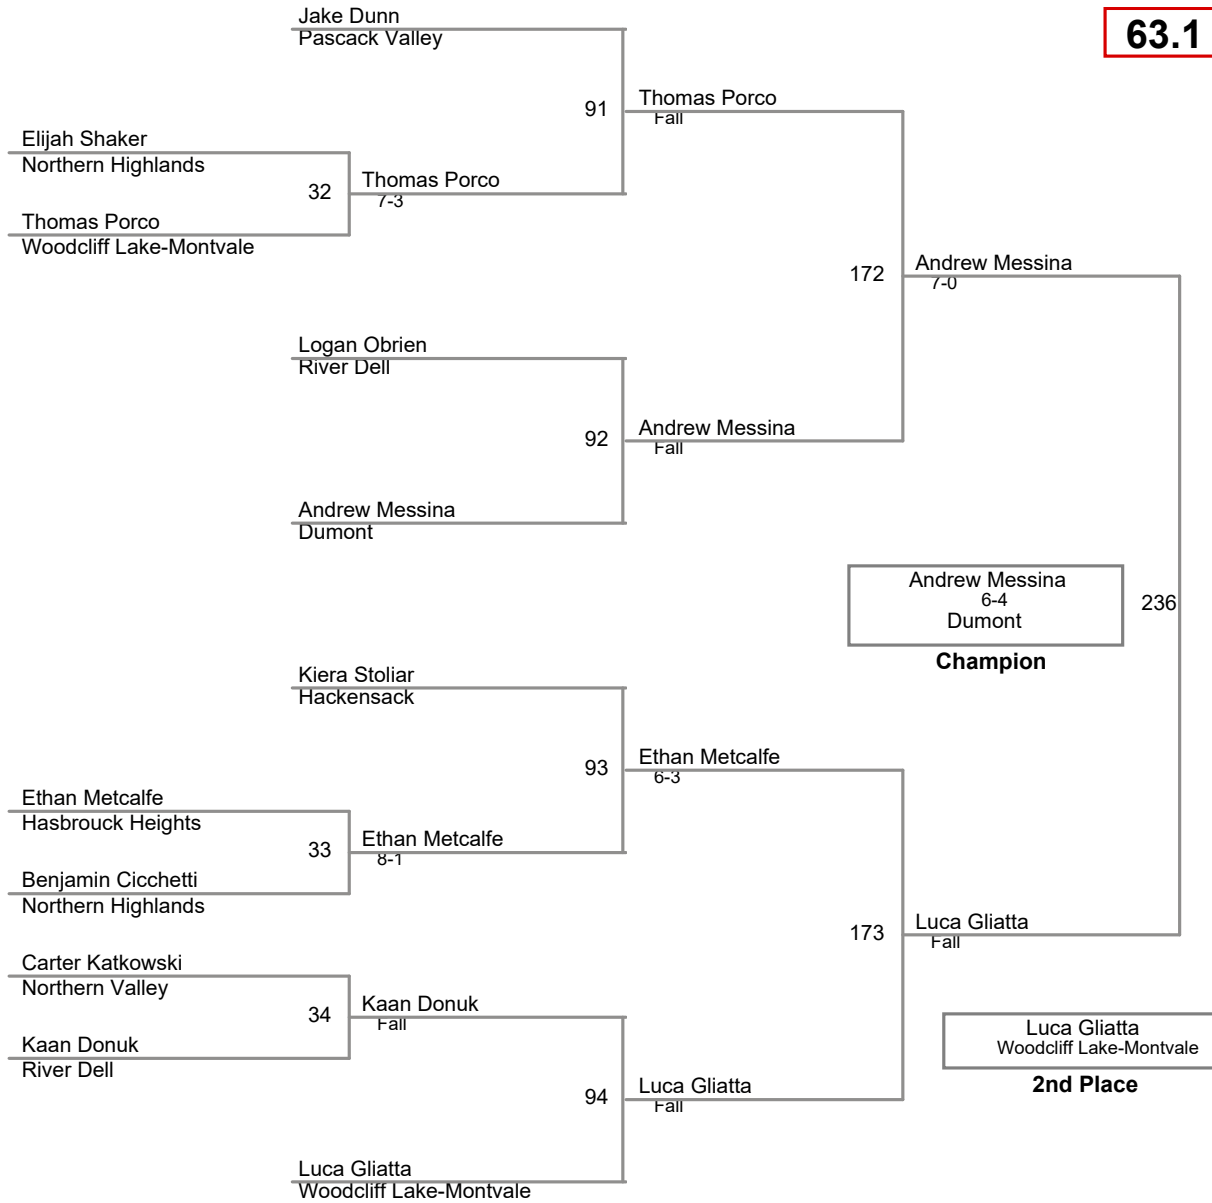 Jake Dunn
Pascack Valley
63.1
91
Thomas Porco
Fall
Elijah Shaker
Northern Highlands
32
Thomas Porco
7-3
Thomas Porco
Woodcliff Lake-Montvale
172
Andrew Messina
7-0
Logan Obrien
River Dell
92
Andrew Messina
Fall
Andrew Messina
Dumont
Andrew Messina
6-4
Dumont
236
Champion
Kiera Stoliar
Hackensack
93
Ethan Metcalfe
6-3
Ethan Metcalfe
Hasbrouck Heights
33
Ethan Metcalfe
8-1
Benjamin Cicchetti
Northern Highlands
173
Luca Gliatta
Fall
Carter Katkowski
Northern Valley
34
Kaan Donuk
Fall
Kaan Donuk
River Dell
Luca Gliatta
Woodcliff Lake-Montvale
2nd Place
94
Luca Gliatta
Fall
Luca Gliatta
Woodcliff Lake-Montvale